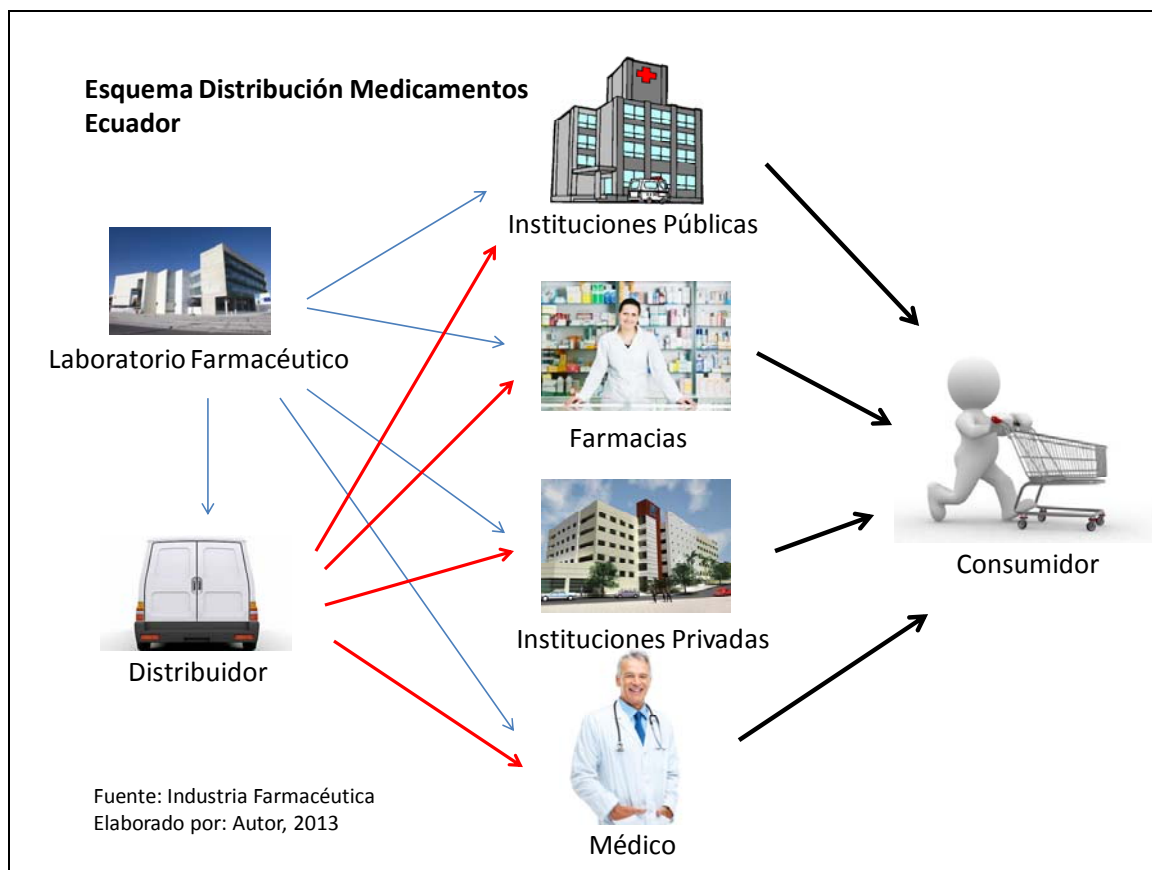 Esquema Distribución Medicamentos
Ecuador
Instituciones Públicas
Laboratorio Farmacéutico
Farmacias
Consumidor
Instituciones Privadas
Distribuidor
Fuente: Industria Farmacéutica
Elaborado por: Autor, 2013
Médico